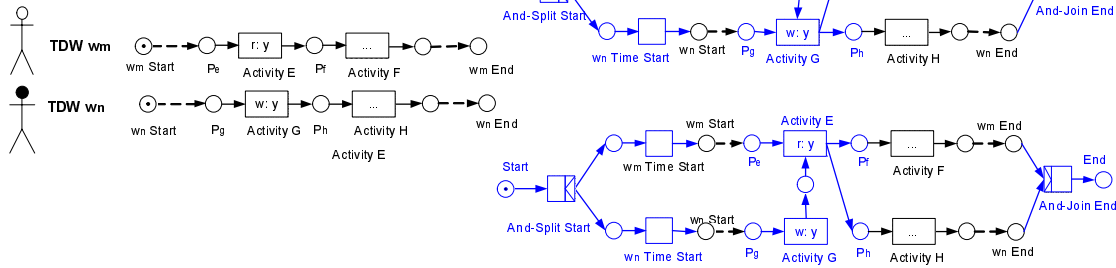 TDW wm
wm Start
Pe
r: y
Activity E
Pf
...
Activity F
wm End
TDW wn
wn Start
Pg
w: y
Activity G
Ph
...
Activity H
wn End
Activity E
And-Split Start
wn Time Start
wn Start
Pg
w: y
Activity G
Ph
...
Activity H
wn End
And-Join End
Start
And-Split Start
wm Time Start
wm Start
Pe
Activity E
r: y
Pf
...
Activity F
wm End
wn Time Start
wn Start
Pg
w: y
Activity G
Ph
...
Activity H
wn End
End
And-Join End